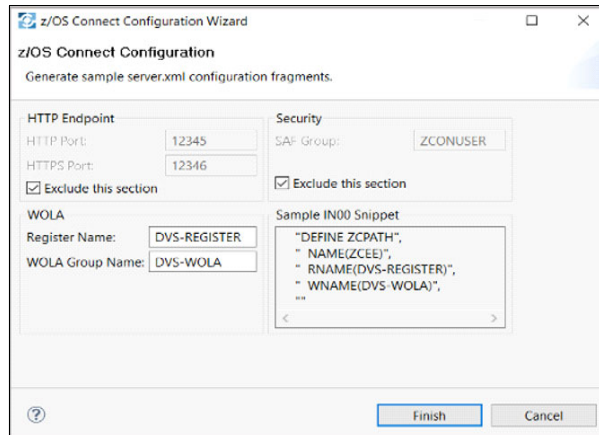 z/OS Connect Configuration Wizard
z/OS Connect Configuration
Generate sample server.xml configuration fragments.
HTTP Endpoint
HTTP Port: 12345
HTTPS Port: 12346
Exclude this section
Security
SAF Group: ZCONUSER
Exclude this section
WOLA
Register Name: DVS-REGISTER
WOLA Group Name: DVS-WOLA
Sample IN00 Snippet
"DEFINE ZCPATH",
" NAME(ZCEE)",
" RNAME(DVS-REGISTER)",
" WNAME(DVS-WOLA)",
""
Finish
Cancel